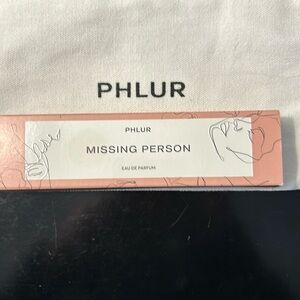 PHLUR
PHLUR
MISSING PERSON
EAU DE PARFUM